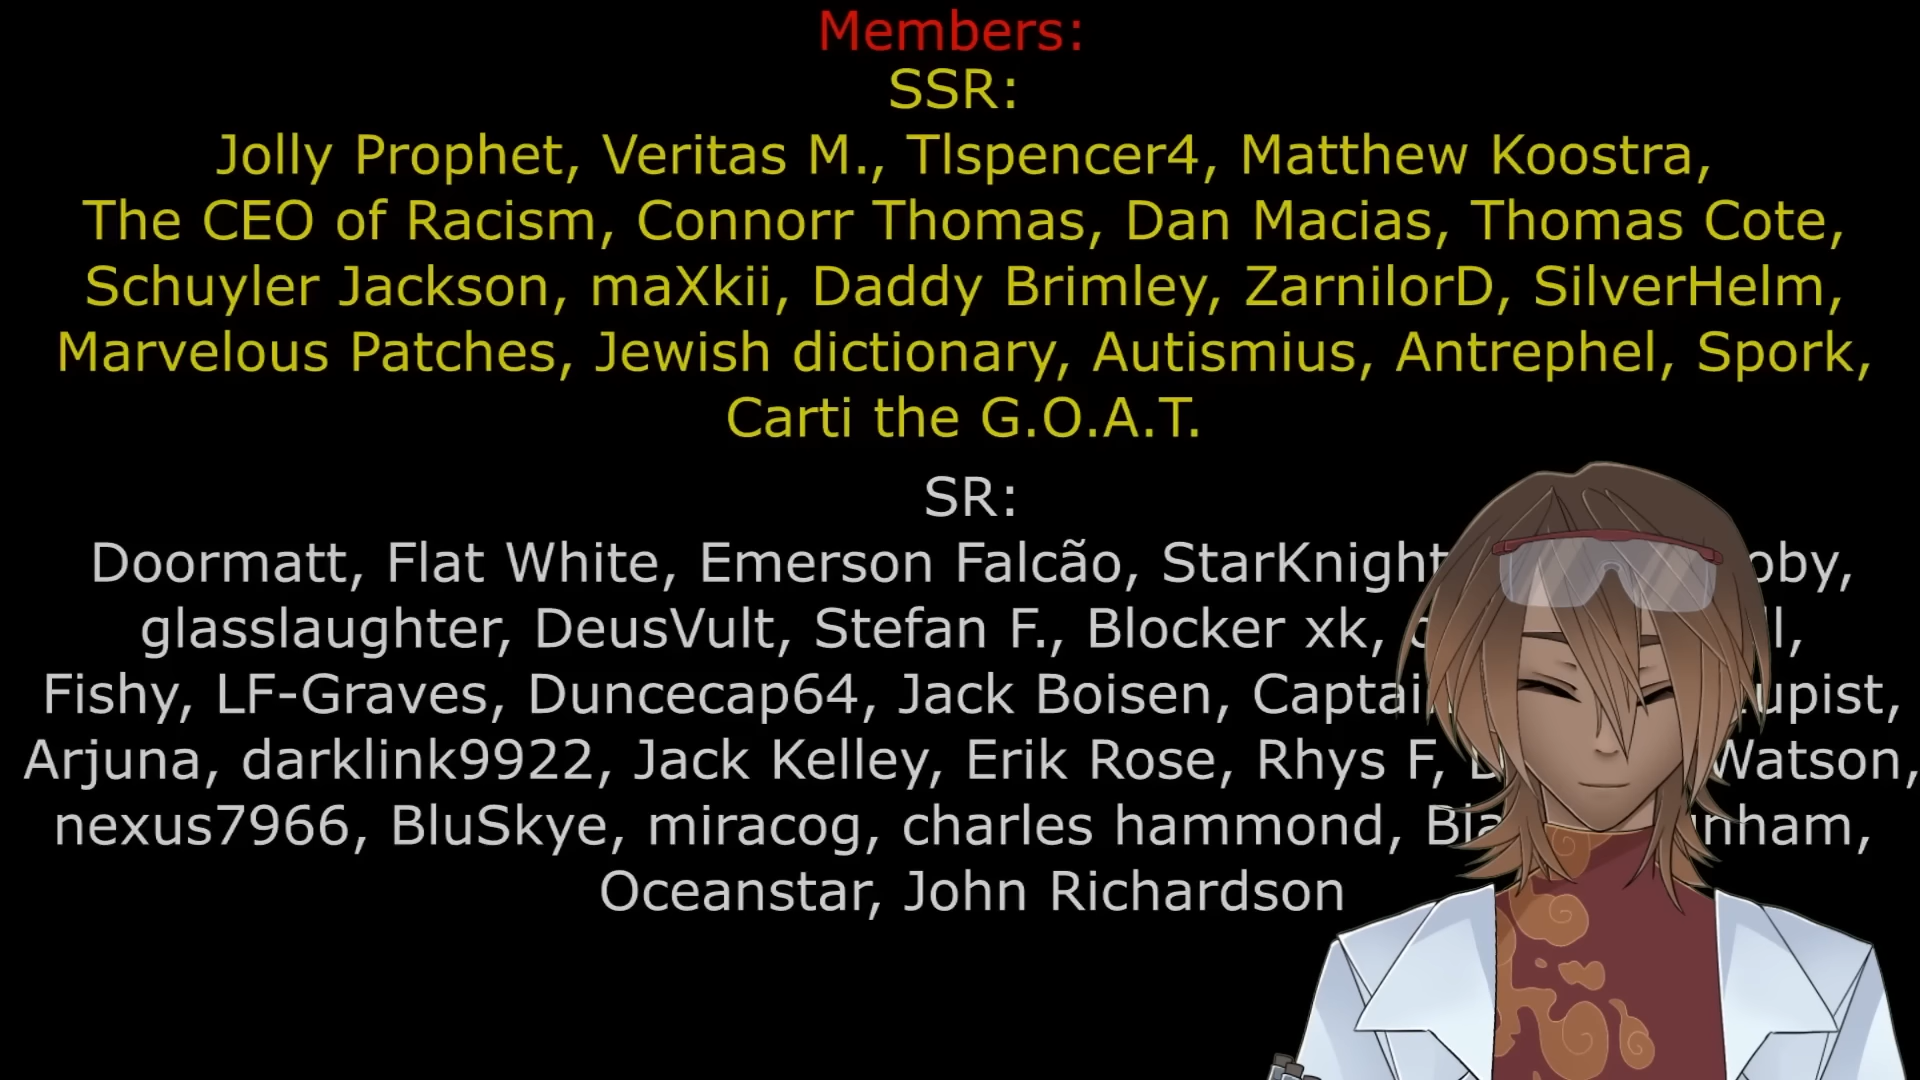 Members:
SSR:
Jolly Prophet, Veritas M., Tlspencer4, Matthew Koostra,
The CEO of Racism, Connorr Thomas, Dan Macias, Thomas Cote,
Schuyler Jackson, maXkii, Daddy Brimley, ZarnilorD, SilverHelm,
Marvelous Patches, Jewish dictionary, Autismius, Antrephel, Spork,
Carti the G.O.A.T.
SR:
Doormatt, Flat White, Emerson Falcão,
glasslaughter, DeusVult, Stefan F., Blocker xk,
Fishy, LF-Graves, Duncecap64, Jack Boisen,
Arjuna, darklink9922, Jack Kelley, Erik Rose, Rhys F, Watson,
nexus7966, BluSkye, miracog, charles hammond,
Oceanstar, John Richardson